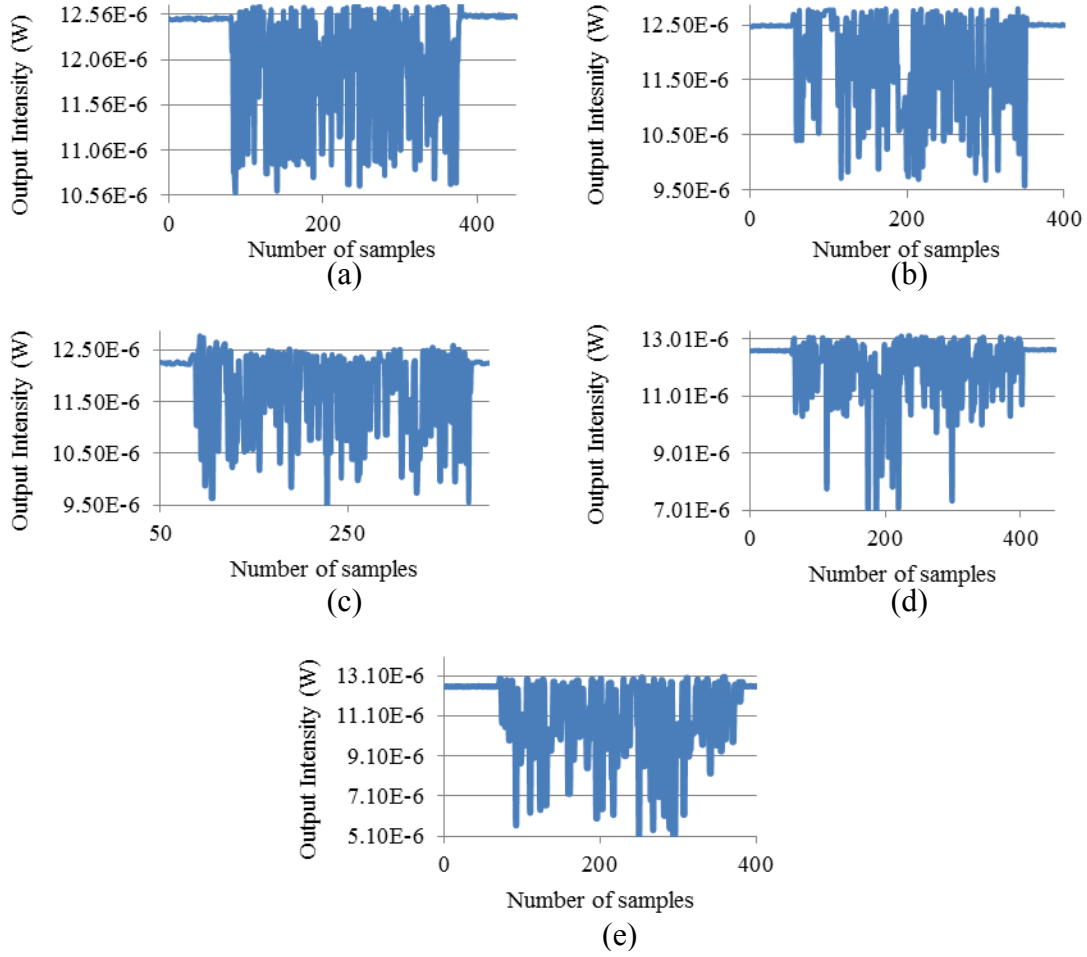 Output Intensity (W)
12.56E-6
12.06E-6
11.56E-6
11.06E-6
10.56E-6
0 200 400
Number of samples
(a)
Output Intesnity (W)
12.50E-6
11.50E-6
10.50E-6
9.50E-6
0 200 400
Number of samples
(b)
Output Intensity (W)
12.50E-6
11.50E-6
10.50E-6
9.50E-6
50 250
Number of samples
(c)
Output Intensity (W)
13.01E-6
11.01E-6
9.01E-6
7.01E-6
0 200 400
Number of samples
(d)
Output Intensity (W)
13.10E-6
11.10E-6
9.10E-6
7.10E-6
5.10E-6
0 200 400
Number of samples
(e)